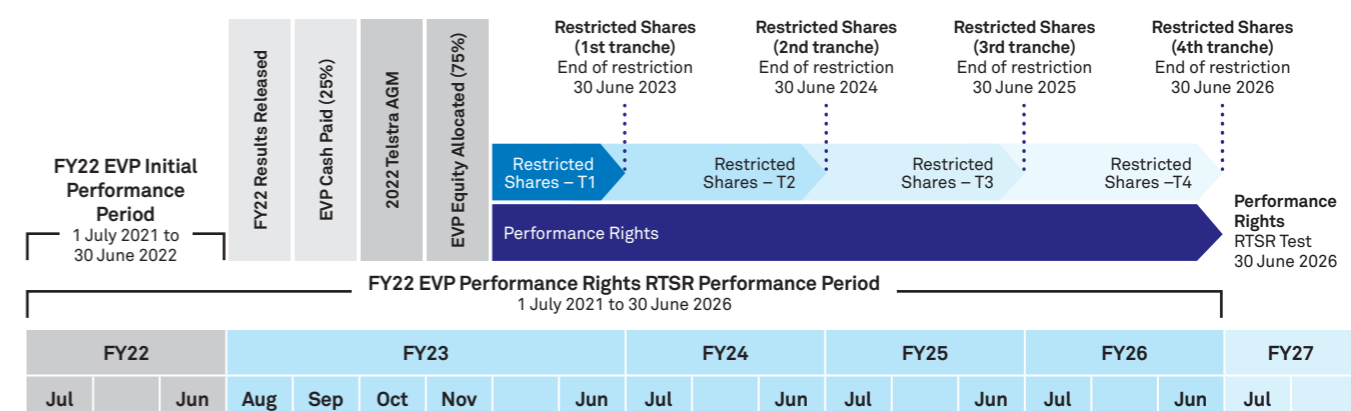 FY22 EVP Initial
Performance
Period
1 July 2021 to
30 June 2022
FY22 Results Released
EVP Cash Paid (25%)
2022 Telstra AGM
EVP Equity Allocated (75%)
Restricted Shares
(1st tranche)
End of restriction
30 June 2023
Restricted Shares
(2nd tranche)
End of restriction
30 June 2024
Restricted Shares
(3rd tranche)
End of restriction
30 June 2025
Restricted Shares
(4th tranche)
End of restriction
30 June 2026
Restricted
Shares – T1
Restricted
Shares – T2
Restricted
Shares – T3
Restricted
Shares –T4
Performance Rights
Performance
Rights
RTSR Test
30 June 2026
FY22 EVP Performance Rights RTSR Performance Period
1 July 2021 to 30 June 2026
FY22 FY23 FY24 FY25 FY26 FY27
Jul Jun Aug Sep Oct Nov Jun Jul Jun Jul Jun Jul Jun Jul